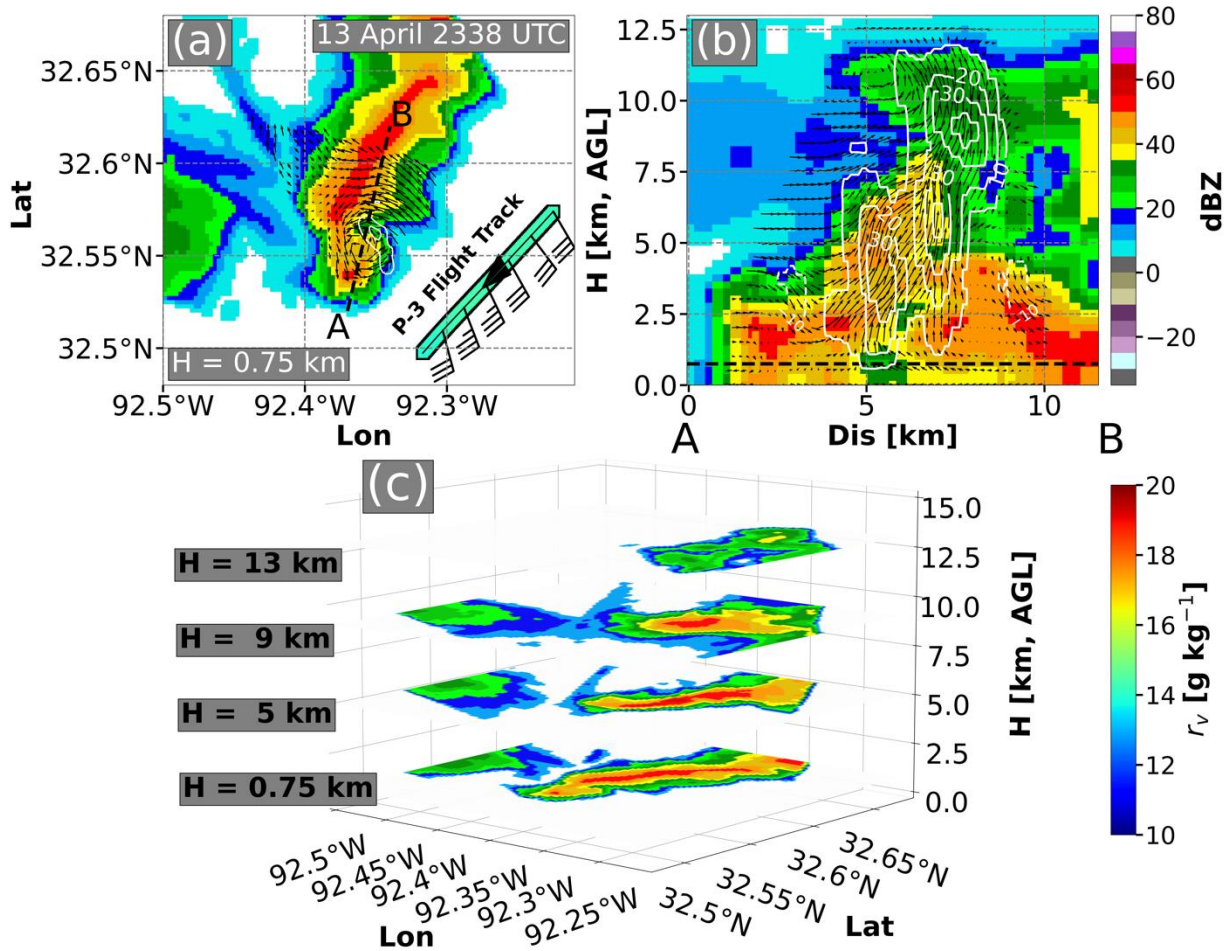 (a)
13 April 2338 UTC
32.65°N
32.6°N
32.55°N
32.5°N
Lat
B
A
20
P-3 Flight Track
H = 0.75 km
92.5°W 92.4°W 92.3°W
Lon
(b)
12.5
10.0
7.5
5.0
2.5
0.0
H [km, AGL]
20
30
10
30
-10
0 5 10
A Dis [km] B
80
60
40
20
0
−20
dBZ
(c)
H = 13 km
H = 9 km
H = 5 km
H = 0.75 km
15.0
12.5
10.0
7.5
5.0
2.5
0.0
H [km, AGL]
92.5°W
92.45°W
92.4°W
92.35°W
92.3°W
92.25°W
Lon
32.5°N
32.55°N
32.6°N
32.65°N
Lat
20
18
16
14
12
10
r_v [g kg⁻¹]